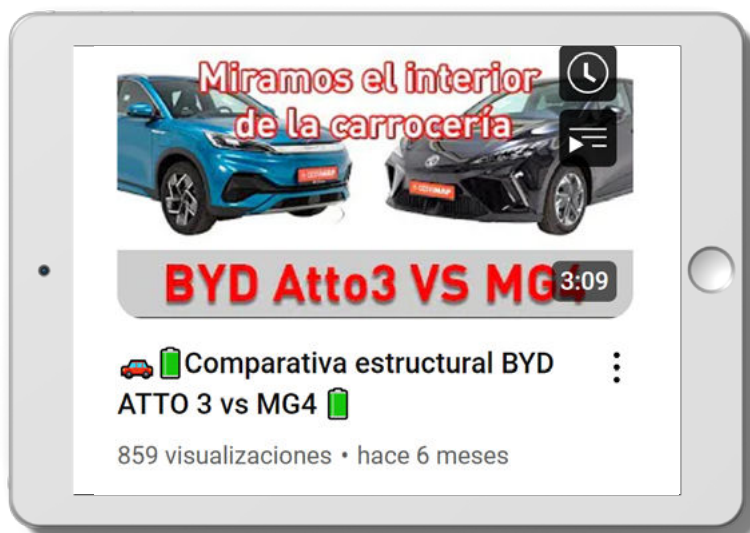 Miramos el interior
de la carrocería
BYD Atto3 VS MG4
3:09
🚗🔋Comparativa estructural BYD
ATTO 3 vs MG4 🔋
859 visualizaciones • hace 6 meses